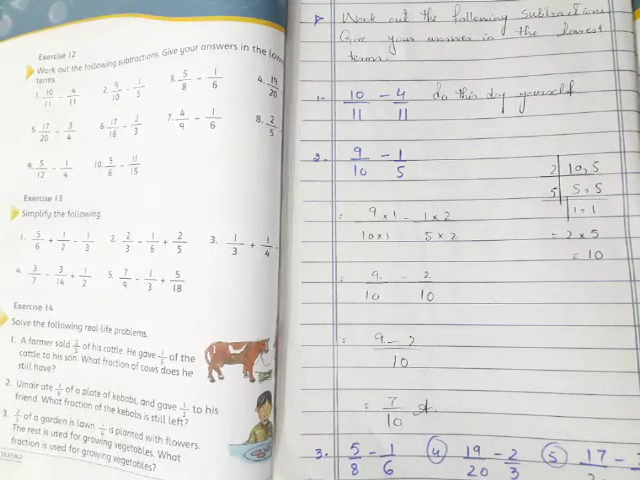 Exercise 12
Work out the following subtractions. Give your answers in the low
terms.
1. 10/11 - 4/11 2. 9/10 - 1/5 3. 5/8 - 1/6 4. 19/20
5. 17/20 - 3/4 6. 17/18 - 2/3 7. 4/9 - 1/6 8. 2/5
9. 5/12 - 1/4 10. 5/6 - 11/15
Exercise 13
Simplify the following
1. 5/6 + 1/2 - 1/3 2. 2/3 - 1/6 + 2/5 3. 1/3 + 1/4
4. 3/7 - 3/14 + 1/2 5. 7/9 - 1/3 + 5/18
Exercise 14
Solve the following real-life problems.
1. A farmer sold 2/3 of his cattle. He gave 1/6 of the
cattle to his son. What fraction of cows does he
still have?
2. Umair ate 3/8 of a plate of kebabs, and gave 1/2 to his
friend. What fraction of the kebabs is still left?
3. 2/3 of a garden is lawn. 1/4 is planted with flowers.
The rest is used for growing vegetables. What
fraction is used for growing vegetables?
OXFORD
Work out the following subtractions
Give your answer in the lowest
terms.
1. 10/11 - 4/11 do this by yourself
2. 9/10 - 1/5
2 | 10, 5
5 | 5, 5
| 1, 1
= 2 × 5
= 10
: 9 × 1 / 10 × 1 - 1 × 2 / 5 × 2
: 9/10 - 2/10
: 9 - 2 / 10
= 7/10
3. 5/8 - 1/6 4 19/20 - 2/3 5 17